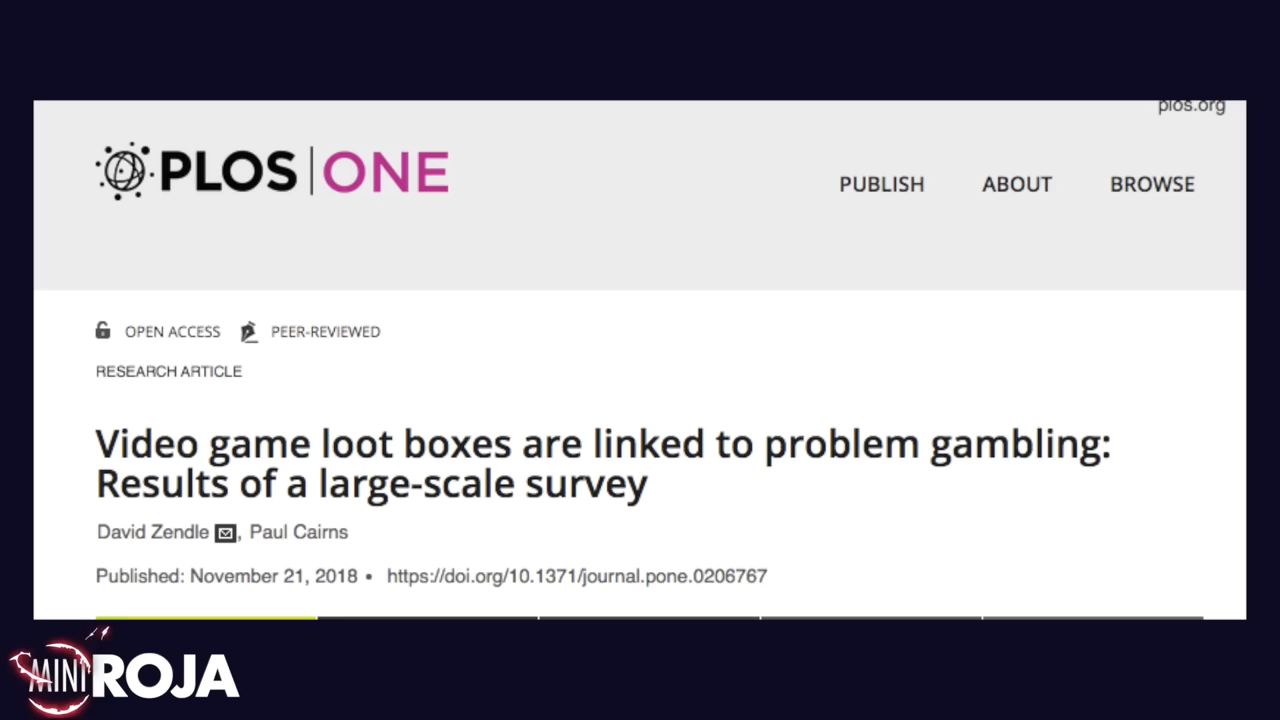 plos.org
PLOS ONE
PUBLISH ABOUT BROWSE
OPEN ACCESS PEER-REVIEWED
RESEARCH ARTICLE
Video game loot boxes are linked to problem gambling:
Results of a large-scale survey
David Zendle , Paul Cairns
Published: November 21, 2018 • https://doi.org/10.1371/journal.pone.0206767
MINI ROJA